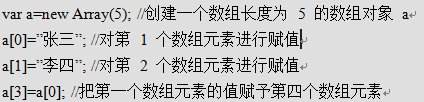 var a=new Array(5); //创建一个数组长度为 5 的数组对象 a
a[0]=”张三”; //对第 1 个数组元素进行赋值
a[1]=”李四”; //对第 2 个数组元素进行赋值
a[3]=a[0]; //把第一个元素的值赋予第四个数组元素